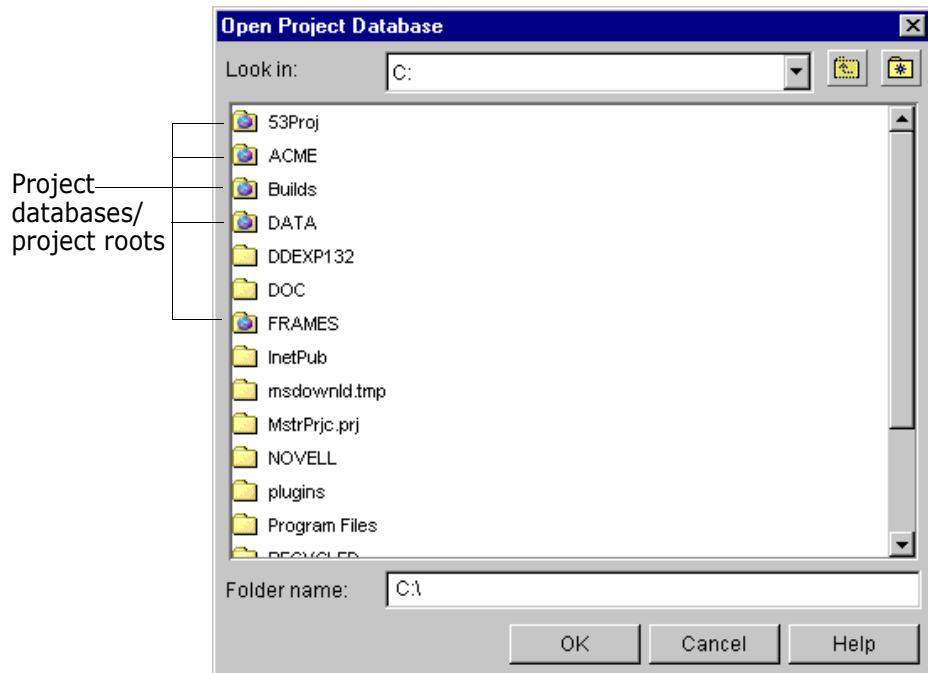 Open Project Database
Look in:
C:
Project
databases/
project roots
53Proj
ACME
Builds
DATA
DDEXP132
DOC
FRAMES
InetPub
msdownld.tmp
MstrPrjc.prj
NOVELL
plugins
Program Files
Folder name:
C:\
OK
Cancel
Help